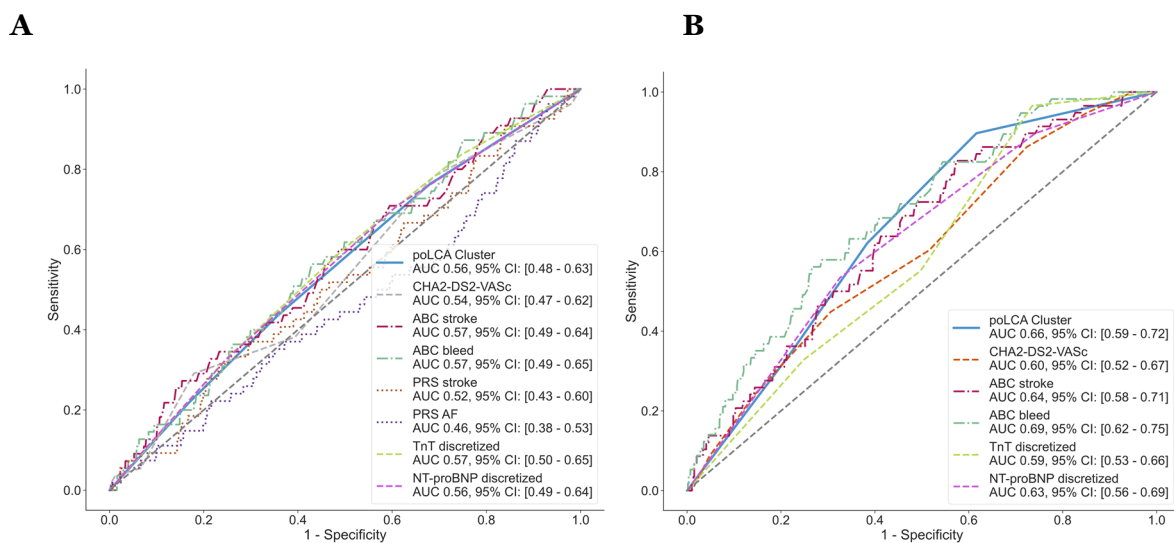 A
B
Sensitivity
1.0
0.8
0.6
0.4
0.2
0.0
poLCA Cluster
AUC 0.56, 95% CI: [0.48 - 0.63]
CHA2-DS2-VASc
AUC 0.54, 95% CI: [0.47 - 0.62]
ABC stroke
AUC 0.57, 95% CI: [0.49 - 0.64]
ABC bleed
AUC 0.57, 95% CI: [0.49 - 0.65]
PRS stroke
AUC 0.52, 95% CI: [0.43 - 0.60]
PRS AF
AUC 0.46, 95% CI: [0.38 - 0.53]
TnT discretized
AUC 0.57, 95% CI: [0.50 - 0.65]
NT-proBNP discretized
AUC 0.56, 95% CI: [0.49 - 0.64]
0.0 0.2 0.4 0.6 0.8 1.0
1 - Specificity
Sensitivity
1.0
0.8
0.6
0.4
0.2
0.0
poLCA Cluster
AUC 0.66, 95% CI: [0.59 - 0.72]
CHA2-DS2-VASc
AUC 0.60, 95% CI: [0.52 - 0.67]
ABC stroke
AUC 0.64, 95% CI: [0.58 - 0.71]
ABC bleed
AUC 0.69, 95% CI: [0.62 - 0.75]
TnT discretized
AUC 0.59, 95% CI: [0.53 - 0.66]
NT-proBNP discretized
AUC 0.63, 95% CI: [0.56 - 0.69]
0.0 0.2 0.4 0.6 0.8 1.0
1 - Specificity